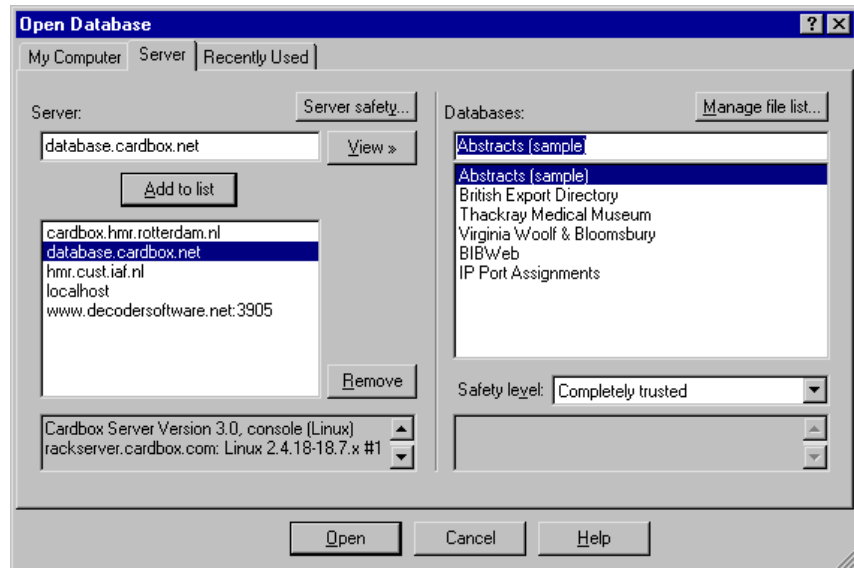 Open Database
My Computer Server Recently Used
Server: Server safety...
database.cardbox.net View »
Add to list
cardbox.hmr.rotterdam.nl
database.cardbox.net
hmr.cust.iaf.nl
localhost
www.decodersoftware.net:3905
Remove
Cardbox Server Version 3.0, console (Linux)
rackserver.cardbox.com: Linux 2.4.18-18.7.x #1
Databases: Manage file list...
Abstracts (sample)
Abstracts (sample)
British Export Directory
Thackray Medical Museum
Virginia Woolf & Bloomsbury
BIBWeb
IP Port Assignments
Safety level: Completely trusted
Open Cancel Help